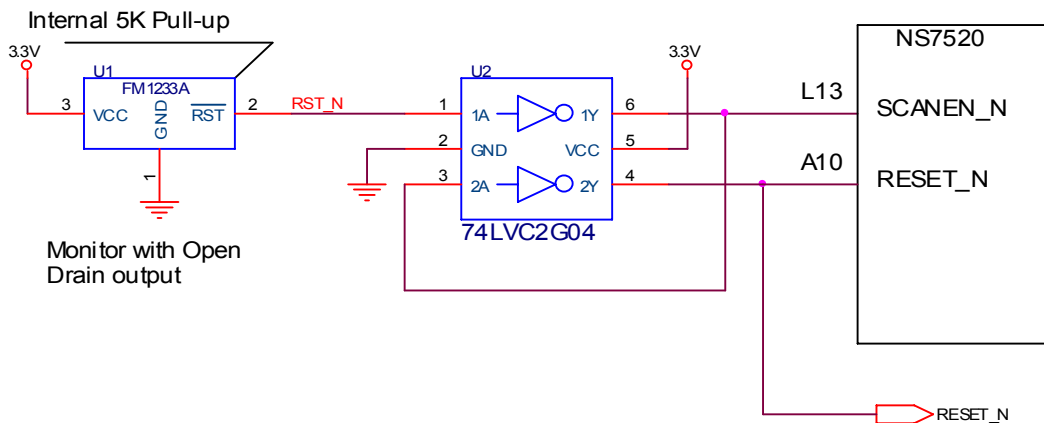 Internal 5K Pull-up
3.3V
U1
FM1233A
3
VCC
GND
RST
2
RST_N
1
Monitor with Open
Drain output
U2
3.3V
1
1A
1Y
6
2
GND
VCC
5
3
2A
2Y
4
74LVC2G04
NS7520
L13
SCANEN_N
A10
RESET_N
RESET_N